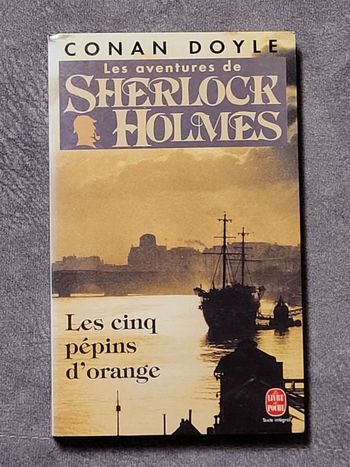 CONAN DOYLE
Les aventures de
SHERLOCK
HOLMES
Les cinq
pépins
d'orange
LE LIVRE
DE
POCHE
Texte intégral